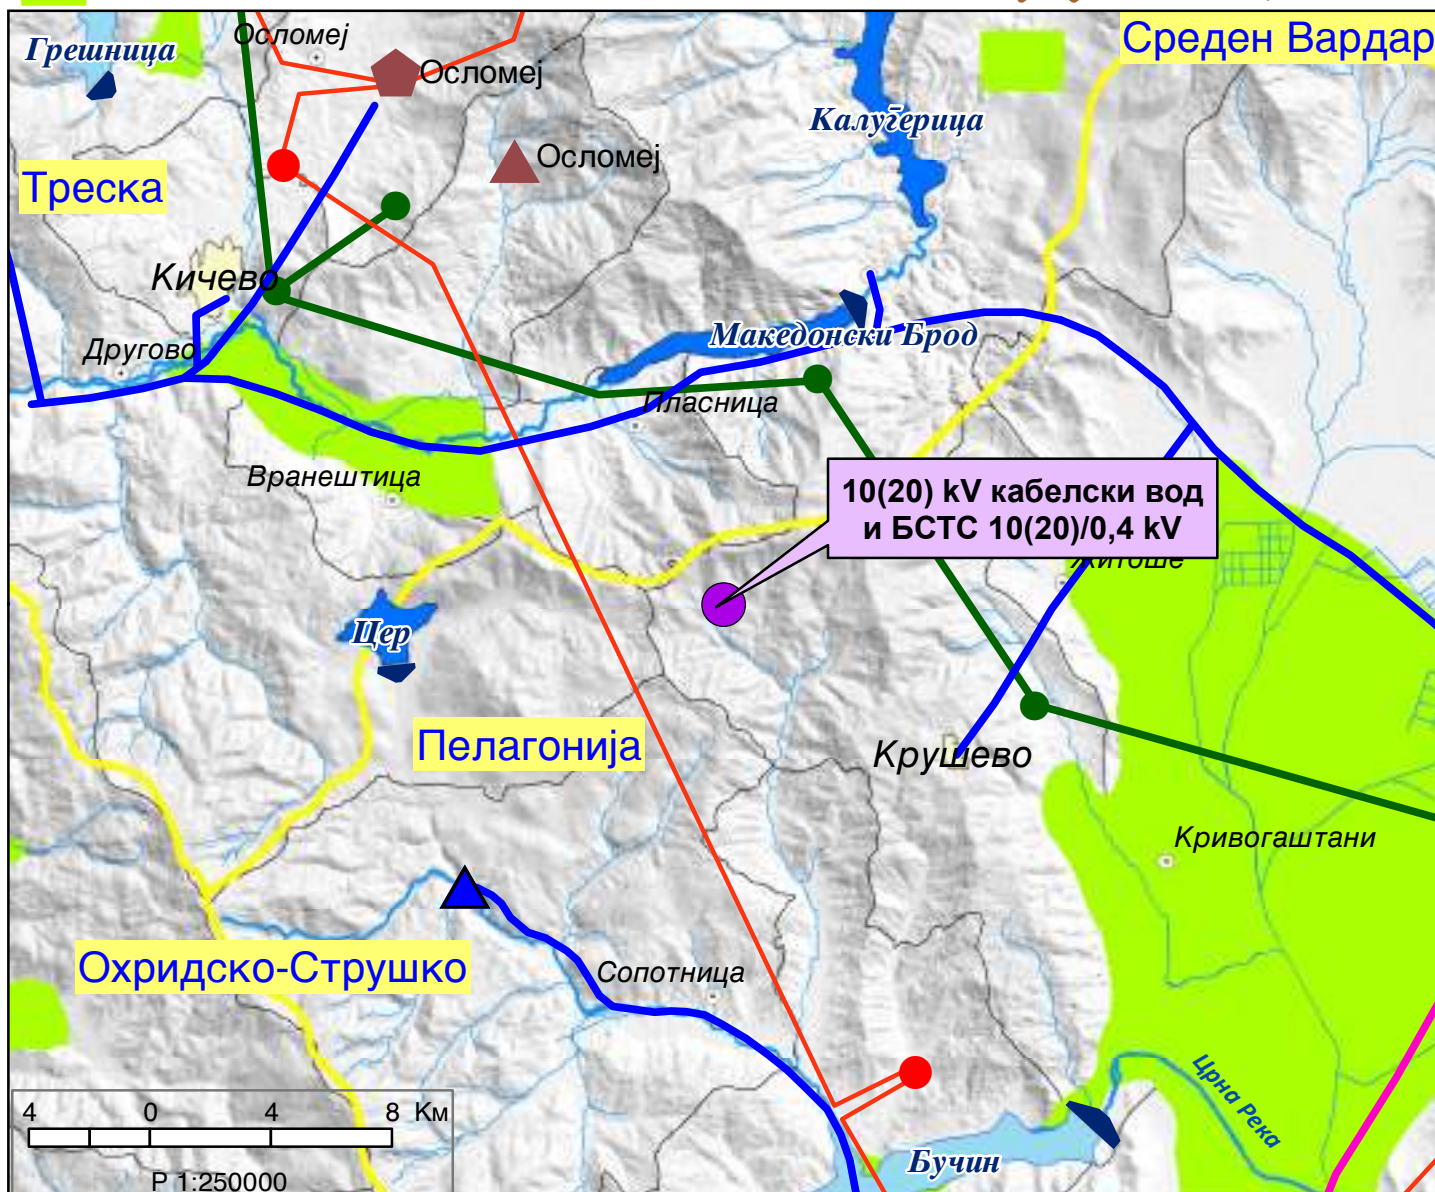 Среден Вардар
Грешница
Осломеј
Осломеј
Калуѓерица
Осломеј
Треска
Кичево
Македонски Брод
Другово
Пласница
Вранештица
10(20) kV кабелски вод
и БСТС 10(20)/0,4 kV
Житоше
Цер
Пелагонија
Крушево
Кривогаштани
Охридско-Струшко
Сопотница
Црна Река
4 0 4 8 Км
Р 1:250000
Бучин